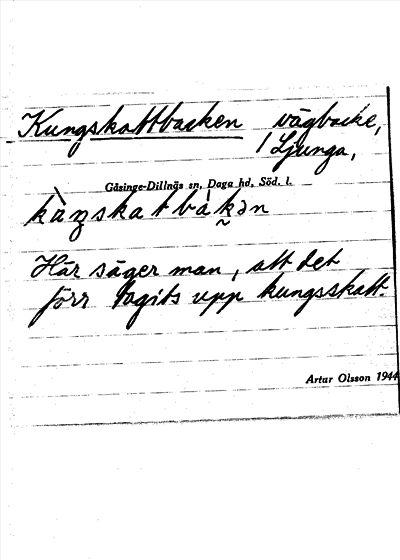 Kungskattbacken vägbacke,
/ Ljunga,
Gåsinge-Dillnäs sn, Daga hd, Söd. l.
kàŋskatbàkən
Här säger man, att det
förr tagits upp kungsskatt.
Artur Olsson 1944